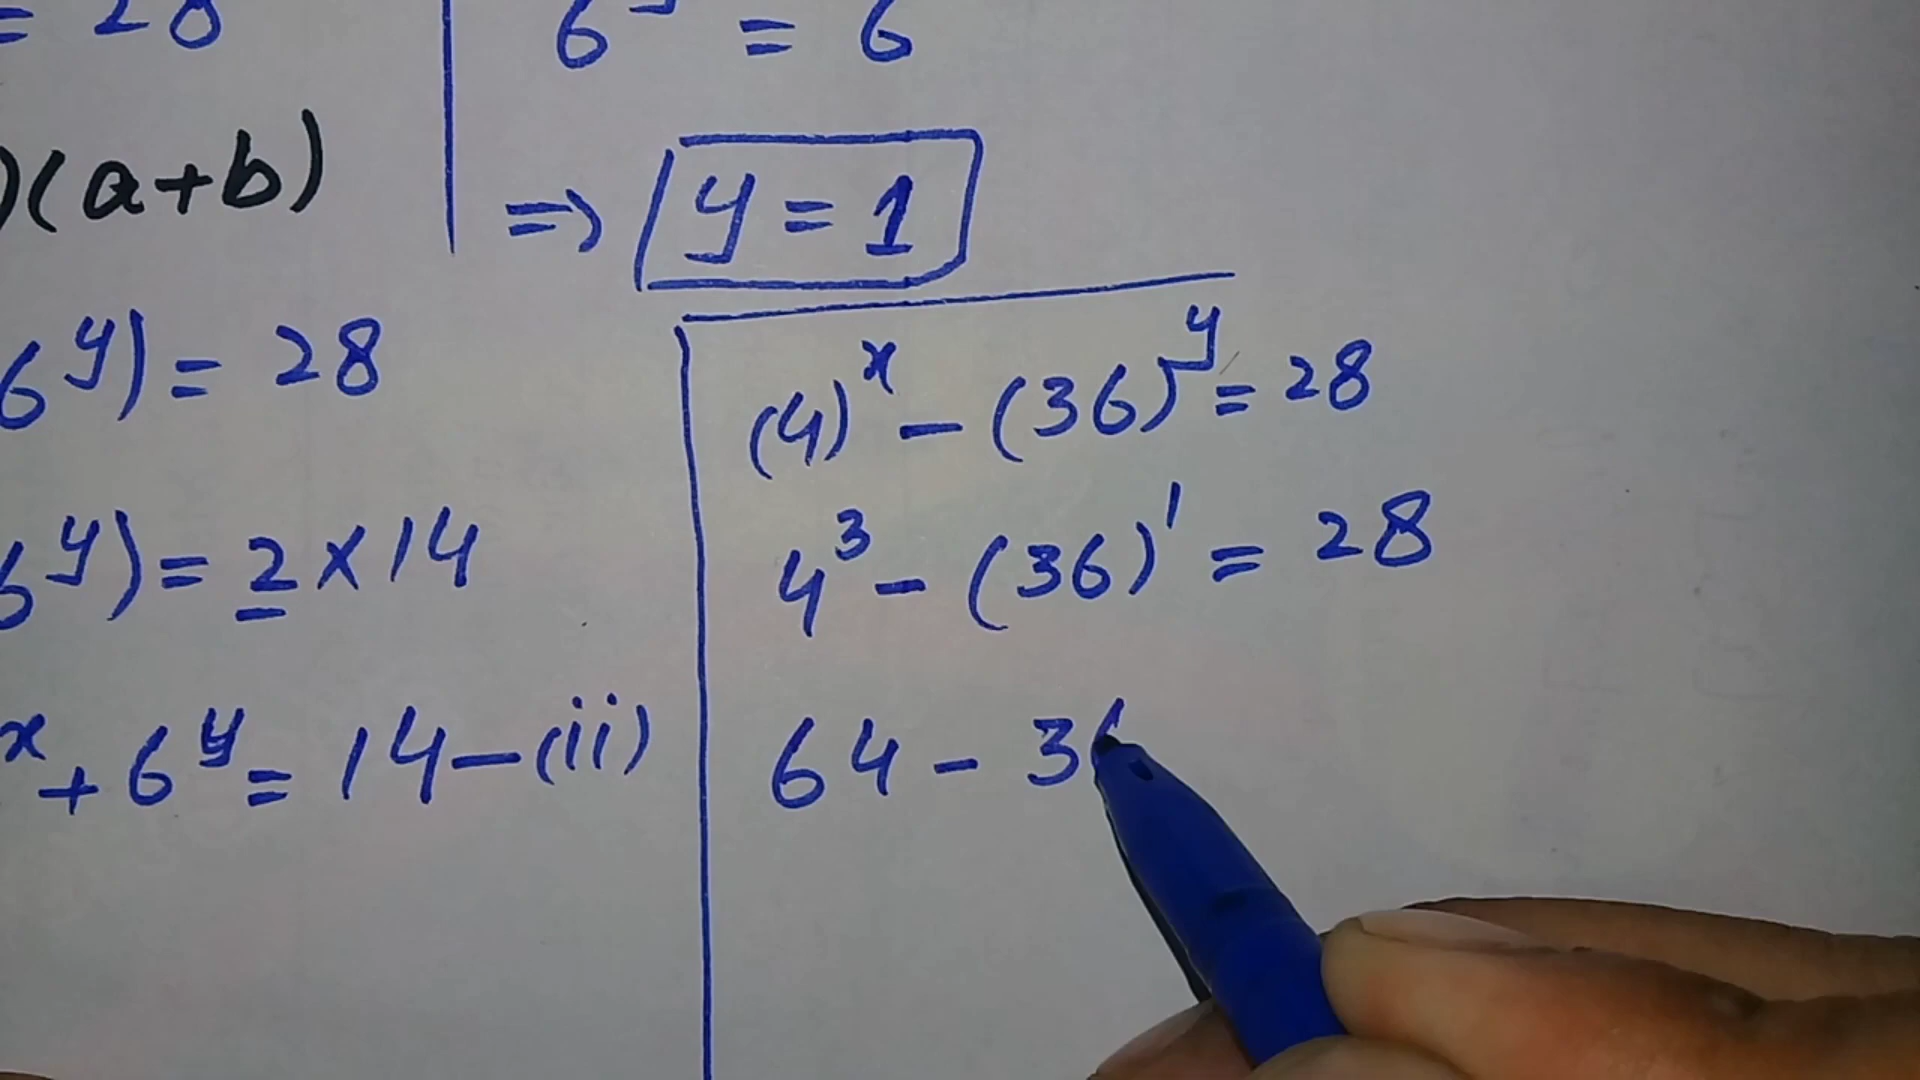 = 28
6^y = 6
)(a+b)
=> y = 1
6^y) = 28
6^y) = 2 × 14
^x + 6^y = 14 - (ii)
(4)^x - (36)^y = 28
4^3 - (36)^1 = 28
64 - 36